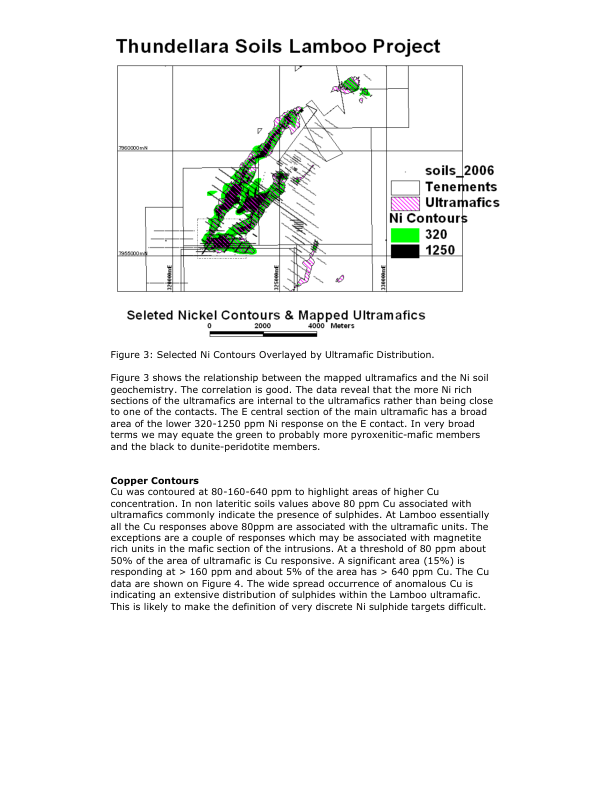 Thundellara Soils Lamboo Project
7960000mN
soils_2006
Tenements
Ultramafics
Ni Contours
320
1250
7955000mN
320000mE
325000mE
330000mE
Seleted Nickel Contours & Mapped Ultramafics
0 2000 4000 Meters
Figure 3: Selected Ni Contours Overlayed by Ultramafic Distribution.
Figure 3 shows the relationship between the mapped ultramafics and the Ni soil
geochemistry. The correlation is good. The data reveal that the more Ni rich
sections of the ultramafics are internal to the ultramafics rather than being close
to one of the contacts. The E central section of the main ultramafic has a broad
area of the lower 320-1250 ppm Ni response on the E contact. In very broad
terms we may equate the green to probably more pyroxenitic-mafic members
and the black to dunite-peridotite members.
Copper Contours
Cu was contoured at 80-160-640 ppm to highlight areas of higher Cu
concentration. In non lateritic soils values above 80 ppm Cu associated with
ultramafics commonly indicate the presence of sulphides. At Lamboo essentially
all the Cu responses above 80ppm are associated with the ultramafic units. The
exceptions are a couple of responses which may be associated with magnetite
rich units in the mafic section of the intrusions. At a threshold of 80 ppm about
50% of the area of ultramafic is Cu responsive. A significant area (15%) is
responding at > 160 ppm and about 5% of the area has > 640 ppm Cu. The Cu
data are shown on Figure 4. The wide spread occurrence of anomalous Cu is
indicating an extensive distribution of sulphides within the Lamboo ultramafic.
This is likely to make the definition of very discrete Ni sulphide targets difficult.